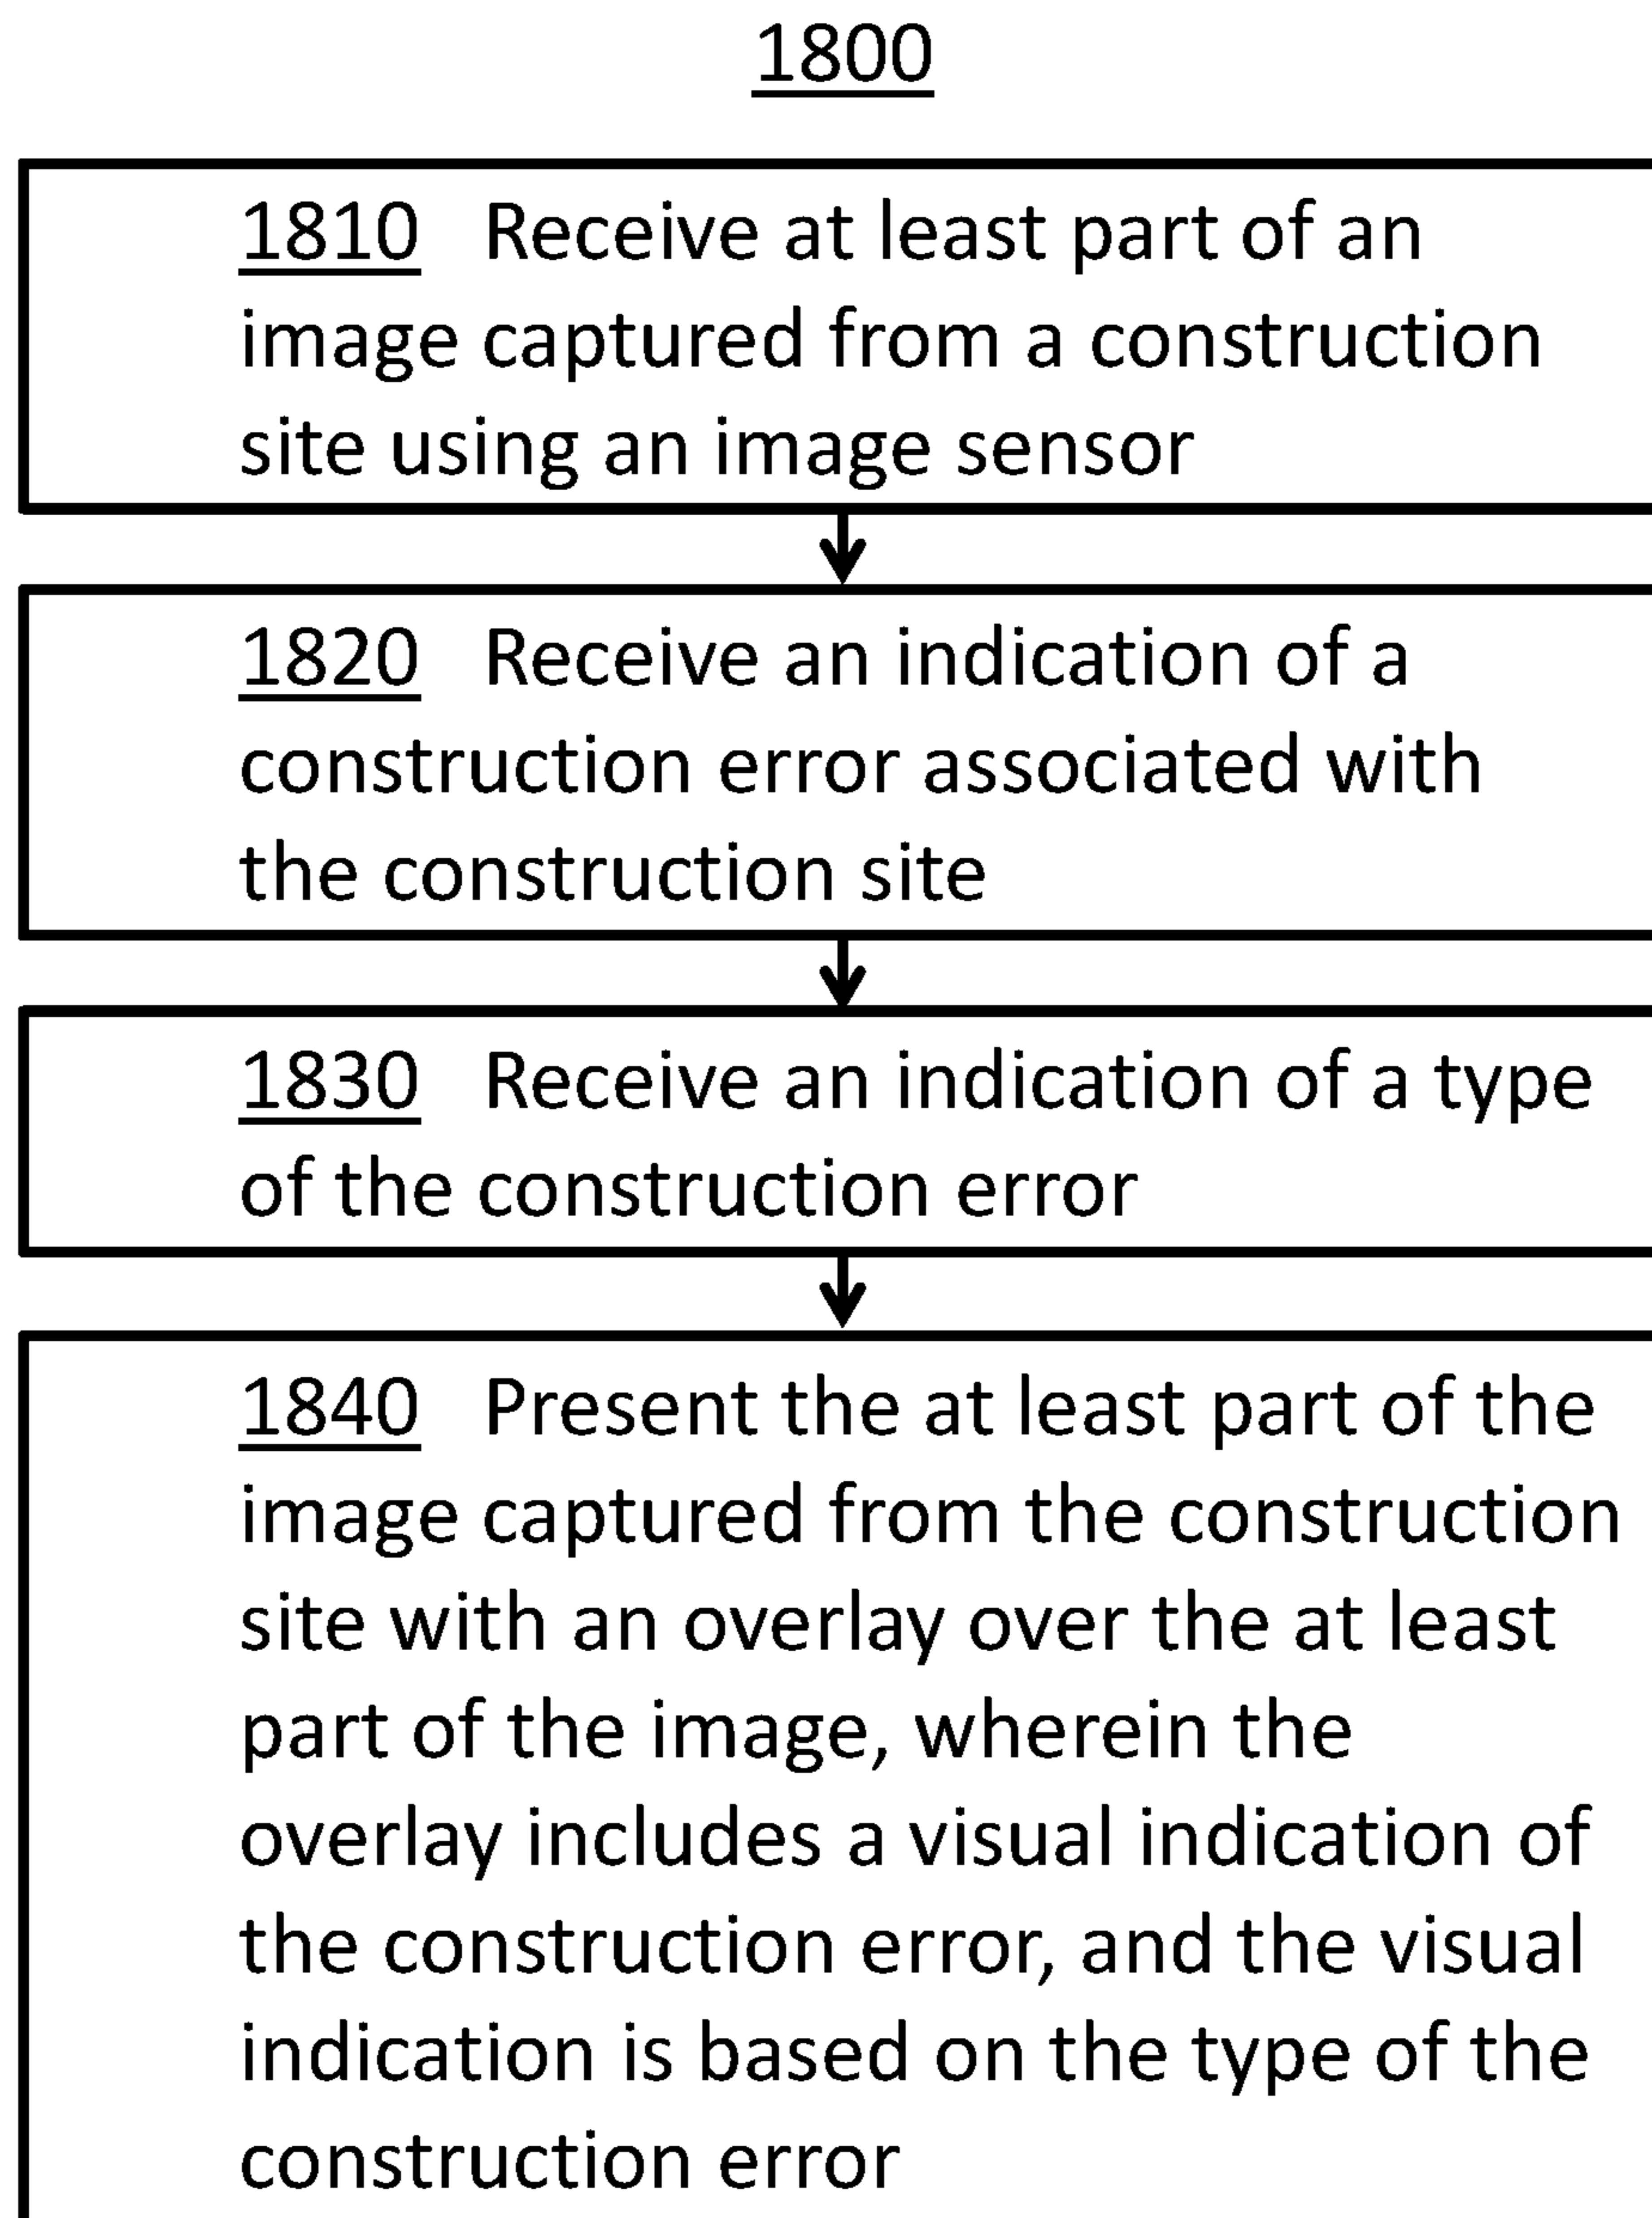 1800
1810 Receive at least part of an
image captured from a construction
site using an image sensor
1820 Receive an indication of a
construction error associated with
the construction site
1830 Receive an indication of a type
of the construction error
1840 Present the at least part of the
image captured from the construction
site with an overlay over the at least
part of the image, wherein the
overlay includes a visual indication of
the construction error, and the visual
indication is based on the type of the
construction error